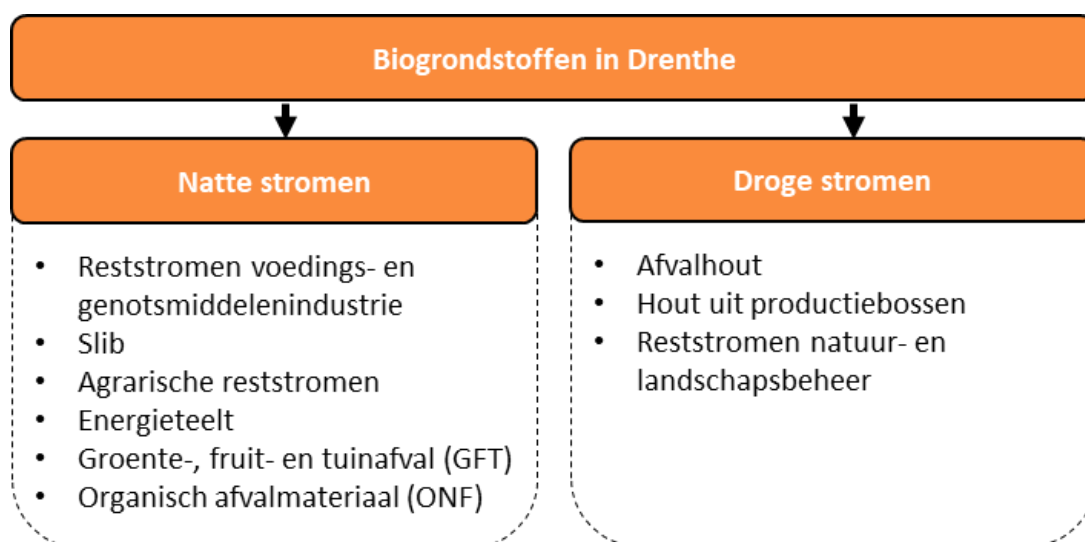 Biogrondstoffen in Drenthe
Natte stromen
• Reststromen voedings- en
genotsmiddelenindustrie
• Slib
• Agrarische reststromen
• Energieteelt
• Groente-, fruit- en tuinafval (GFT)
• Organisch afvalmateriaal (ONF)
Droge stromen
• Afvalhout
• Hout uit productiebossen
• Reststromen natuur- en
landschapsbeheer